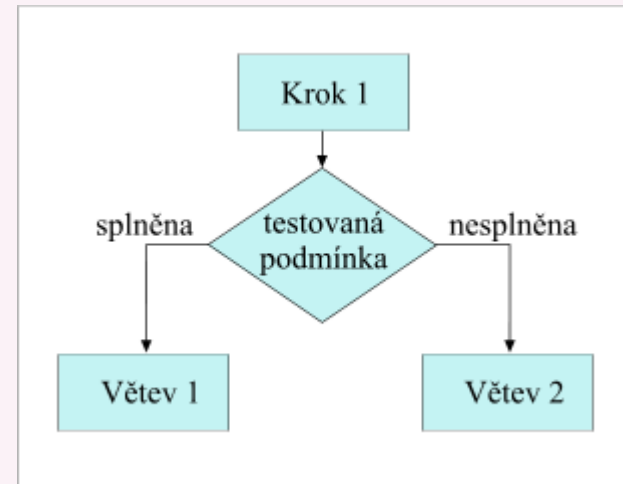 Krok 1
splněna
testovaná
podmínka
nesplněna
Větev 1
Větev 2